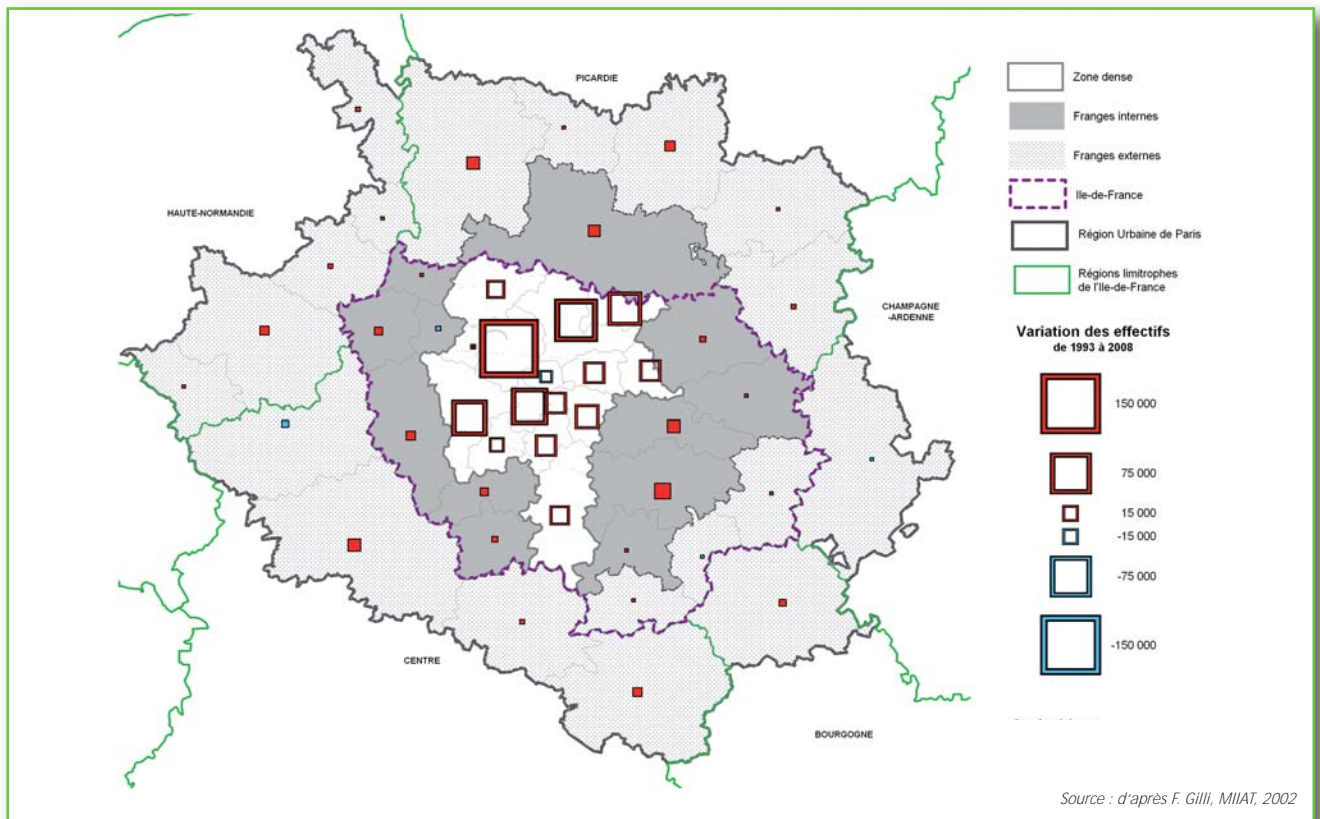 PICARDIE
HAUTE-NORMANDIE
CHAMPAGNE
-ARDENNE
CENTRE
BOURGOGNE
Zone dense
Franges internes
Franges externes
Ile-de-France
Région Urbaine de Paris
Régions limitrophes
de l'Ile-de-France
Variation des effectifs
de 1993 à 2008
150 000
75 000
15 000
-15 000
-75 000
-150 000
Source : d'après F. Gilli, MIIAT, 2002